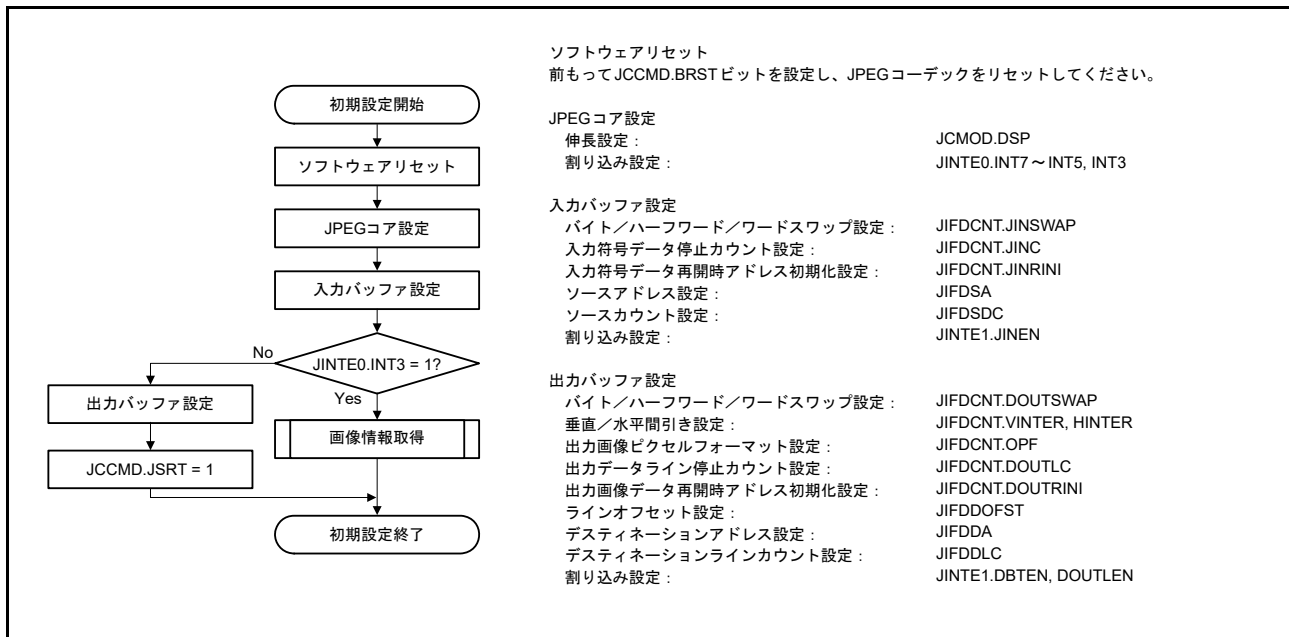 初期設定開始
ソフトウェアリセット
JPEGコア設定
入力バッファ設定
JINTE0.INT3 = 1?
No
Yes
出力バッファ設定
JCCMD.JSRT = 1
画像情報取得
初期設定終了
ソフトウェアリセット
前もってJCCMD.BRSTビットを設定し、JPEGコーデックをリセットしてください。
JPEGコア設定
伸長設定： JCMOD.DSP
割り込み設定： JINTE0.INT7～INT5, INT3
入力バッファ設定
バイト／ハーフワード／ワードスワップ設定： JIFDCNT.JINSWAP
入力符号データ停止カウント設定： JIFDCNT.JINC
入力符号データ再開時アドレス初期化設定： JIFDCNT.JINRINI
ソースアドレス設定： JIFDSA
ソースカウント設定： JIFDSDC
割り込み設定： JINTE1.JINEN
出力バッファ設定
バイト／ハーフワード／ワードスワップ設定： JIFDCNT.DOUTSWAP
垂直／水平間引き設定： JIFDCNT.VINTER, HINTER
出力画像ピクセルフォーマット設定： JIFDCNT.OPF
出力データライン停止カウント設定： JIFDCNT.DOUTLC
出力画像データ再開時アドレス初期化設定： JIFDCNT.DOUTRINI
ラインオフセット設定： JIFDDOFST
デスティネーションアドレス設定： JIFDDA
デスティネーションラインカウント設定： JIFDDLC
割り込み設定： JINTE1.DBTEN, DOUTLEN